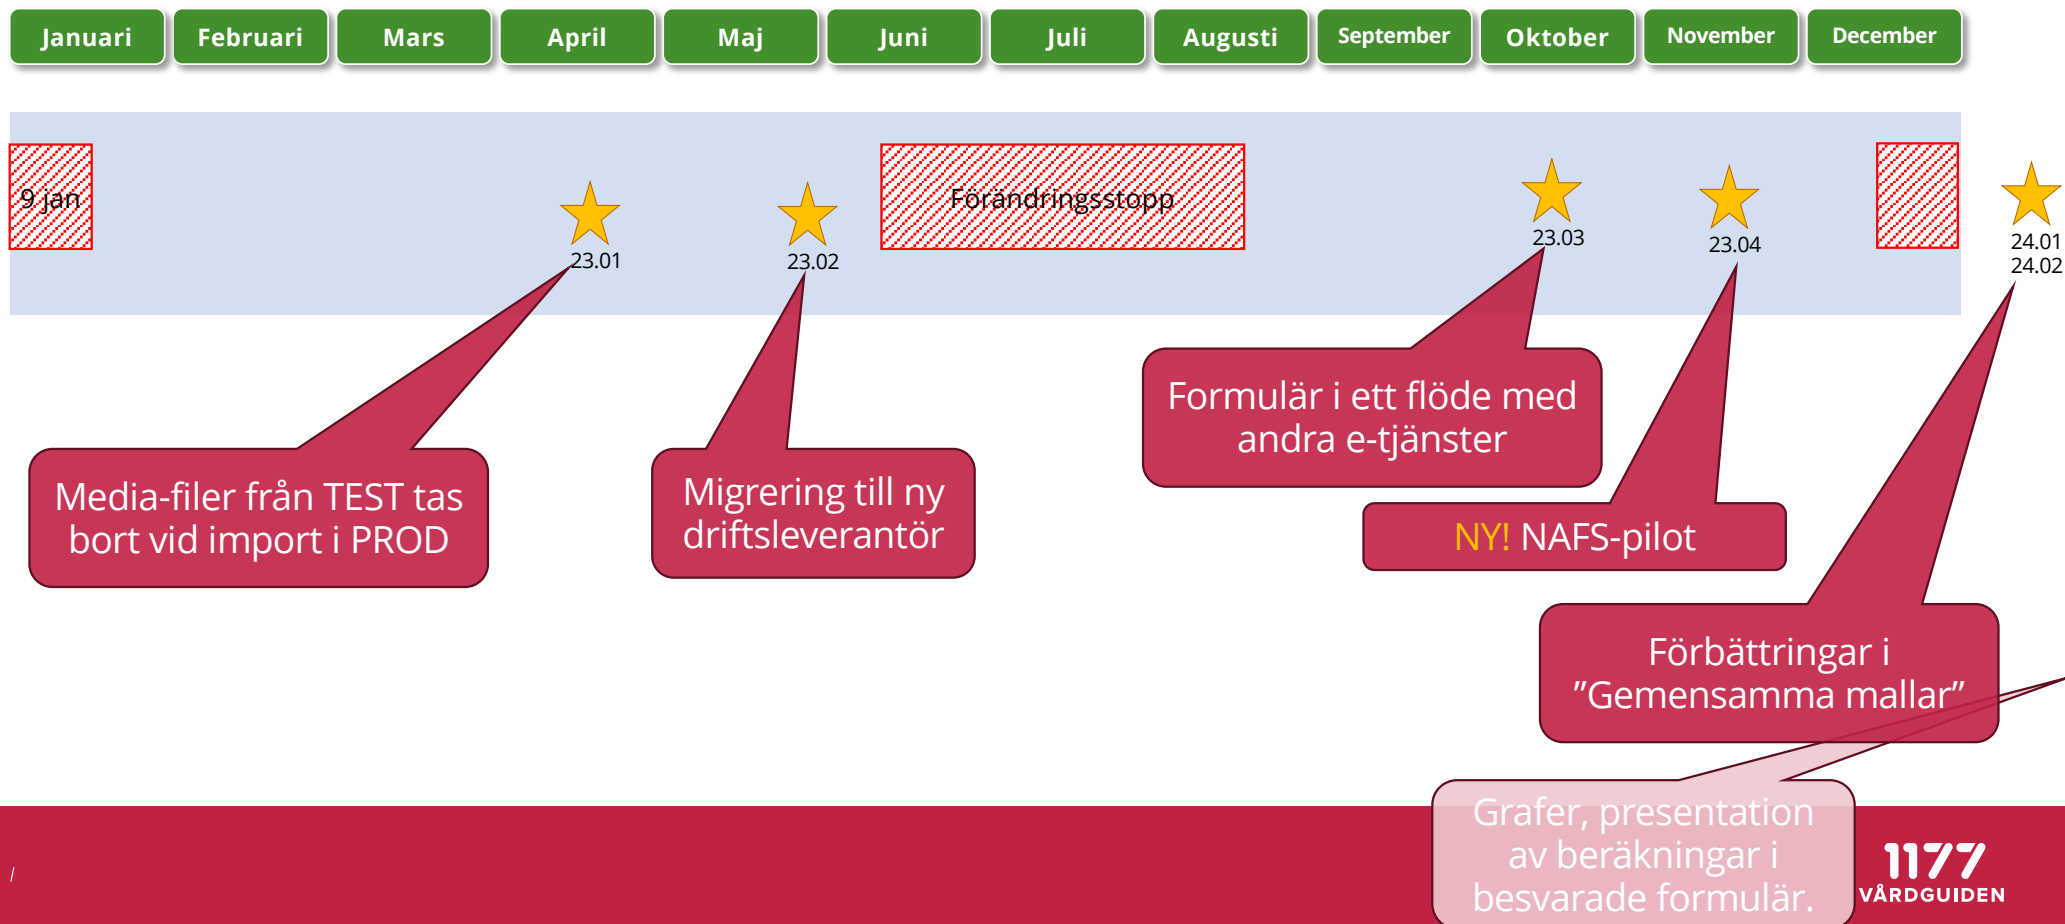 Januari
Februari
Mars
April
Maj
Juni
Juli
Augusti
September
Oktober
November
December
9 jan
Förändringsstopp
23.01
23.02
23.03
23.04
24.01
24.02
Formulär i ett flöde med
andra e-tjänster
Media-filer från TEST tas
bort vid import i PROD
Migrering till ny
driftsleverantör
NY! NAFS-pilot
Förbättringar i
”Gemensamma mallar”
Grafer, presentation
av beräkningar i
besvarade formulär.
/
1177
VÅRDGUIDEN